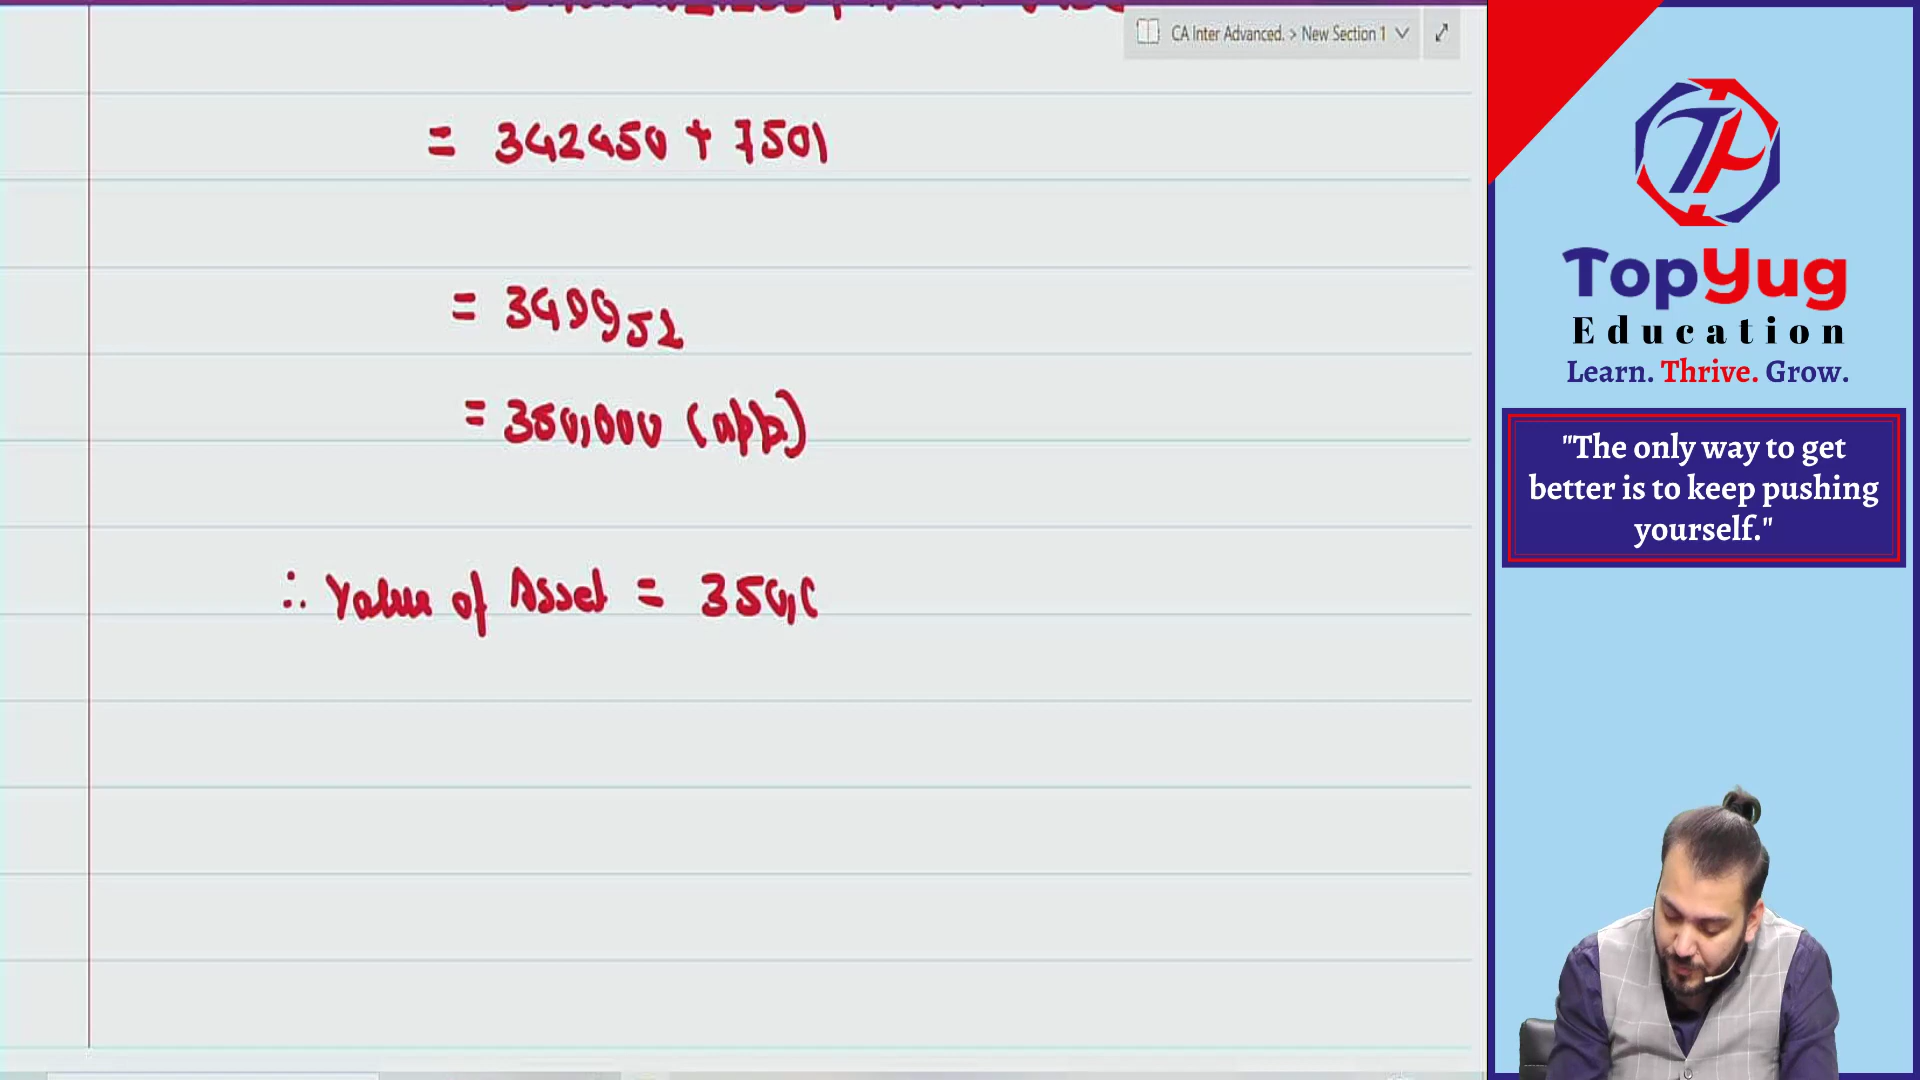 CA Inter Advanced. > New Section 1
= 342450 + 7501
= 349952
= 350,000 (app)
∴ Value of Asset = 350,0
TopYug
Education
Learn. Thrive. Grow.
"The only way to get
better is to keep pushing
yourself."